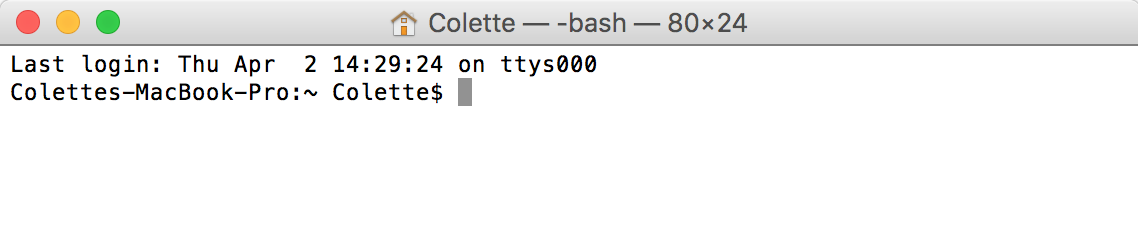 Colette — -bash — 80×24
Last login: Thu Apr  2 14:29:24 on ttys000
Colettes-MacBook-Pro:~ Colette$